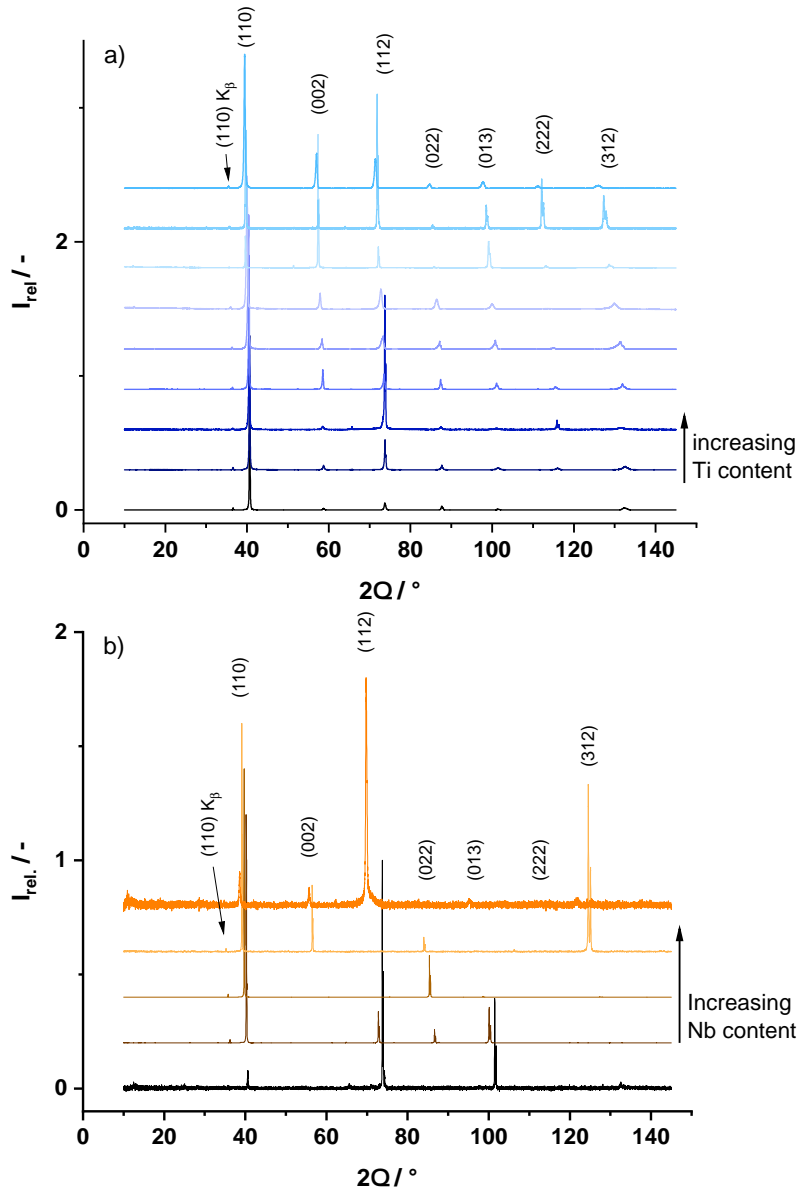 a)
(110)
(110) Kβ
(002)
(112)
(022)
(013)
(222)
(312)
2
0
Irel / -
increasing
Ti content
0 20 40 60 80 100 120 140
2Q / °
b)
(110)
(110) Kβ
(002)
(112)
(022)
(013)
(222)
(312)
2
1
0
Irel. / -
Increasing
Nb content
0 20 40 60 80 100 120 140
2Q / °